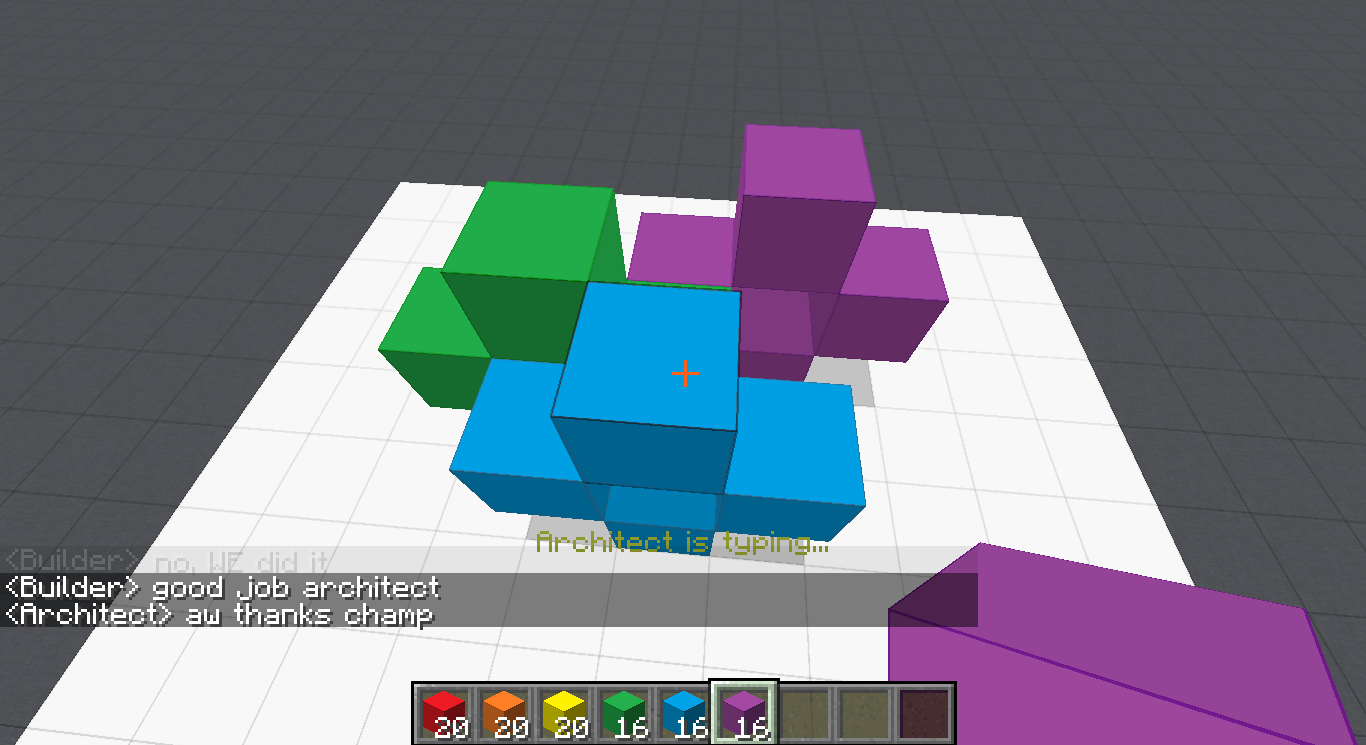 Architect is typing...
<Builder> no, WE did it
<Builder> good job architect
<Architect> aw thanks champ
20 20 20 16 16 16